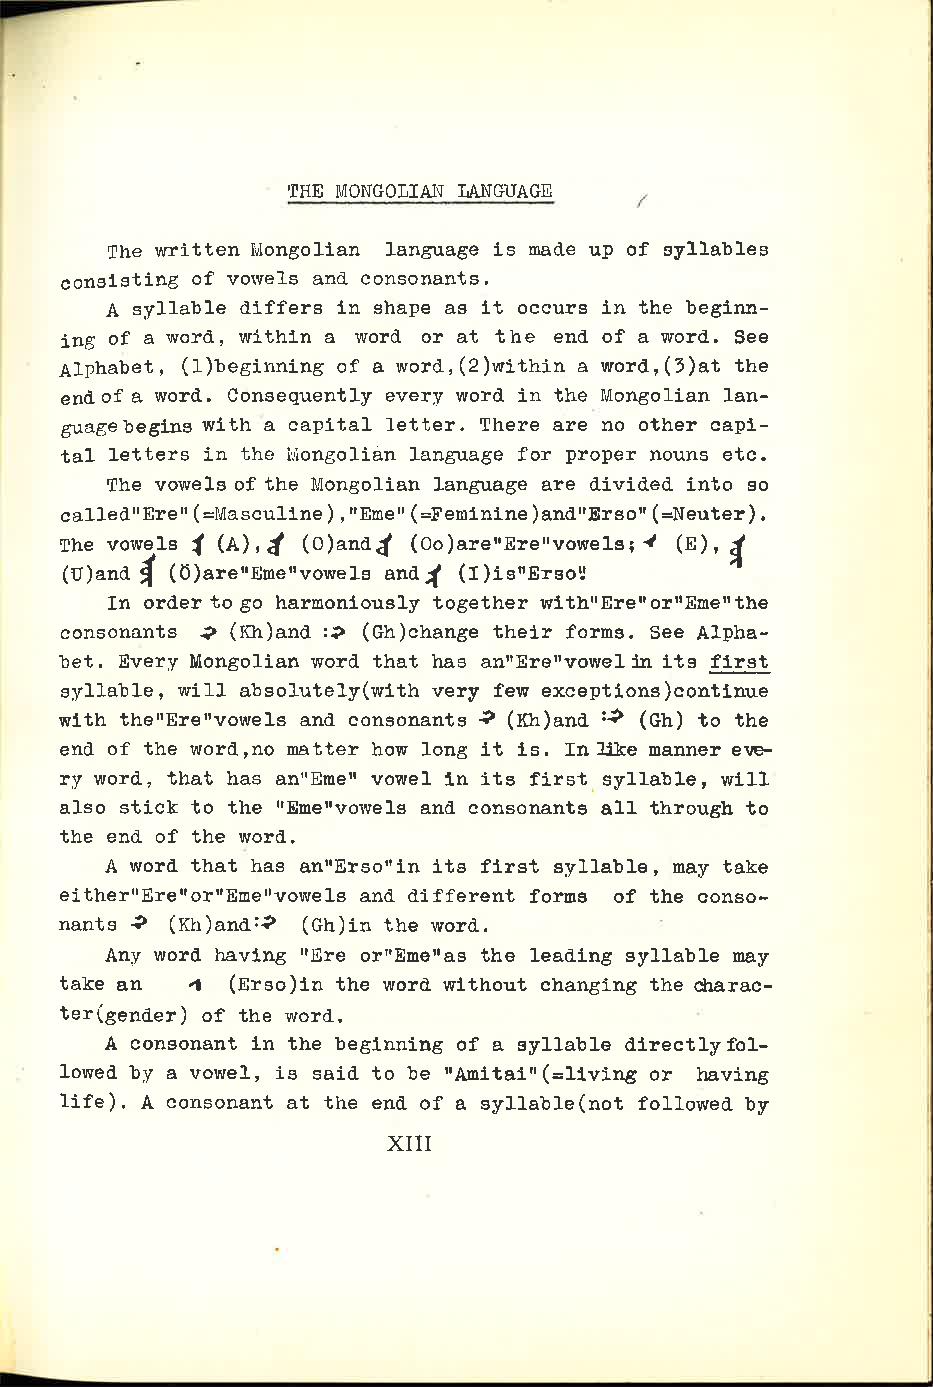 THE MONGOLIAN LANGUAGE
The written Mongolian language is made up of syllables
consisting of vowels and consonants.
A syllable differs in shape as it occurs in the beginn-
ing of a word, within a word or at the end of a word. See
Alphabet, (1)beginning of a word,(2)within a word,(3)at the
end of a word. Consequently every word in the Mongolian lan-
guage begins with a capital letter. There are no other capi-
tal letters in the Mongolian language for proper nouns etc.
The vowels of the Mongolian language are divided into so
called"Ere"(=Masculine),"Eme"(=Feminine)and"Erso"(=Neuter).
The vowels (A), (O)and (Oo)are"Ere"vowels; (E),
(U)and (Ö)are"Eme"vowels and (I)is"Erso"!
In order to go harmoniously together with"Ere"or"Eme"the
consonants (Kh)and : (Gh)change their forms. See Alpha-
bet. Every Mongolian word that has an"Ere"vowel in its first
syllable, will absolutely(with very few exceptions)continue
with the"Ere"vowels and consonants (Kh)and : (Gh) to the
end of the word,no matter how long it is. In like manner eve-
ry word, that has an"Eme" vowel in its first syllable, will
also stick to the "Eme"vowels and consonants all through to
the end of the word.
A word that has an"Erso"in its first syllable, may take
either"Ere"or"Eme"vowels and different forms of the conso-
nants (Kh)and: (Gh)in the word.
Any word having "Ere or"Eme"as the leading syllable may
take an (Erso)in the word without changing the charac-
ter(gender) of the word.
A consonant in the beginning of a syllable directly fol-
lowed by a vowel, is said to be "Amitai"(=living or having
life). A consonant at the end of a syllable(not followed by
XIII